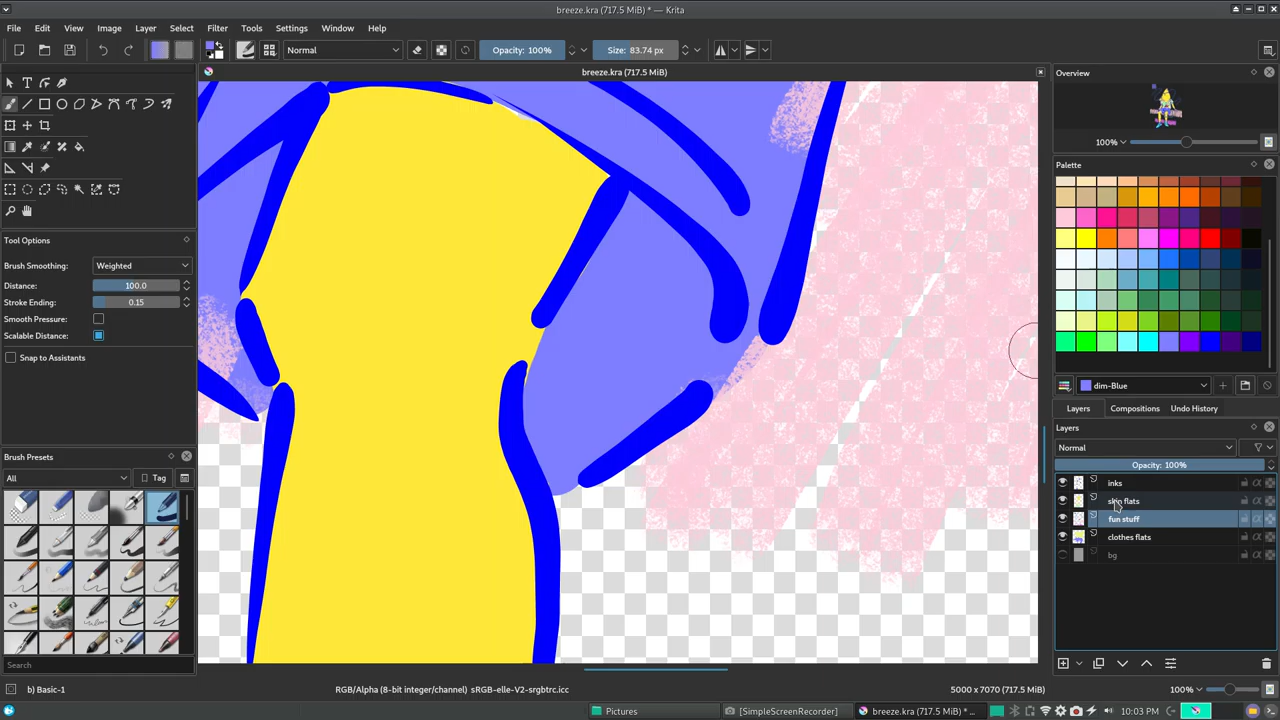 breeze.kra (717.5 MiB) * — Krita
File Edit View Image Layer Select Filter Tools Settings Window Help
Normal
Opacity: 100%
Size: 83.74 px
breeze.kra (717.5 MiB)
Overview
100%
Palette
Tool Options
Brush Smoothing: Weighted
Distance: 100.0
Stroke Ending: 0.15
Smooth Pressure:
Scalable Distance:
Snap to Assistants
dim-Blue
Layers Compositions Undo History
Layers
Normal
Opacity: 100%
inks
skin flats
fun stuff
clothes flats
bg
Brush Presets
All
Tag
Search
b) Basic-1
RGB/Alpha (8-bit integer/channel) sRGB-elle-V2-srgbtrc.icc
5000 x 7070 (717.5 MiB)
100%
Pictures
[SimpleScreenRecorder]
breeze.kra (717.5 MiB) * ...
10:03 PM